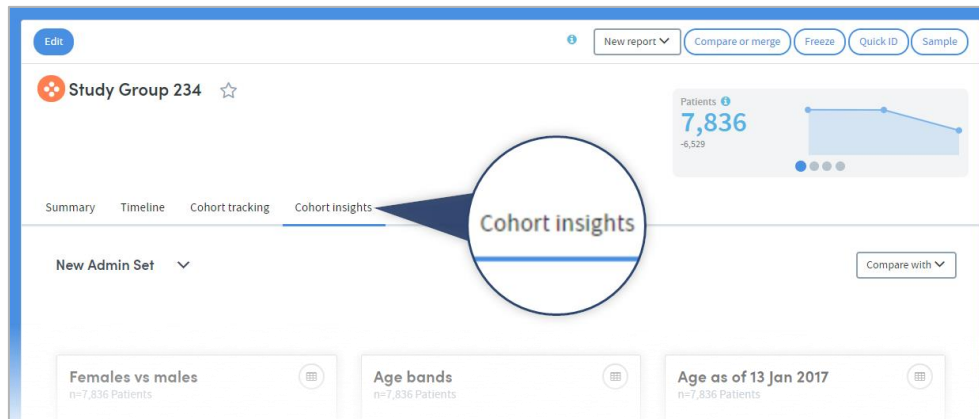 Edit
New report
Compare or merge
Freeze
Quick ID
Sample
Study Group 234
Patients
7,836
-6,529
Summary
Timeline
Cohort tracking
Cohort insights
Cohort insights
New Admin Set
Compare with
Females vs males
n=7,836 Patients
Age bands
n=7,836 Patients
Age as of 13 Jan 2017
n=7,836 Patients